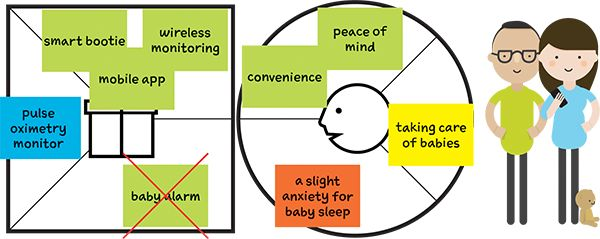 smart bootie
wireless
monitoring
mobile app
pulse
oximetry
monitor
baby alarm
peace of
mind
convenience
taking care
of babies
a slight
anxiety for
baby sleep